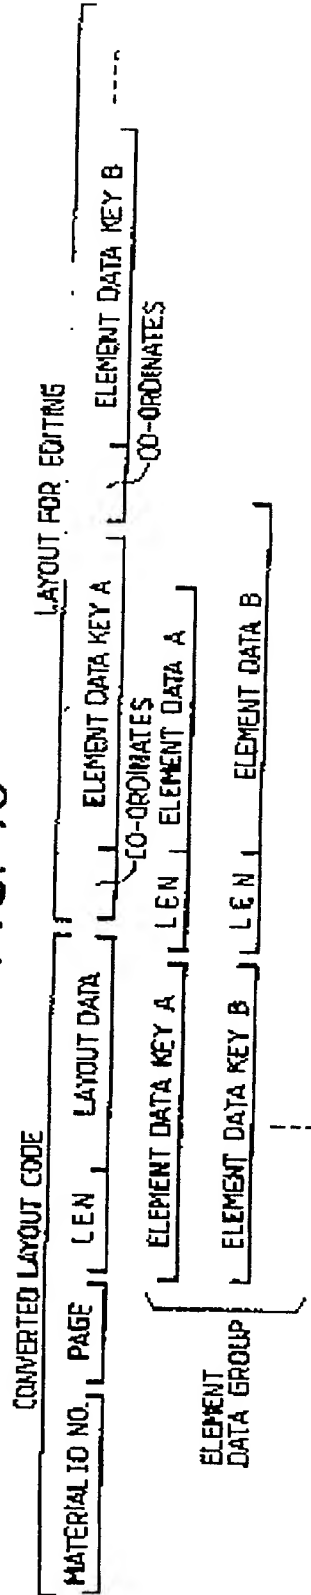 CONVERTED LAYOUT CODE
LAYOUT FOR EDITING
MATERIAL ID NO. PAGE LEN LAYOUT DATA ELEMENT DATA KEY A ELEMENT DATA KEY B
CO-ORDINATES CO-ORDINATES
ELEMENT DATA KEY A LEN ELEMENT DATA A
ELEMENT DATA KEY B LEN ELEMENT DATA B
ELEMENT
DATA GROUP